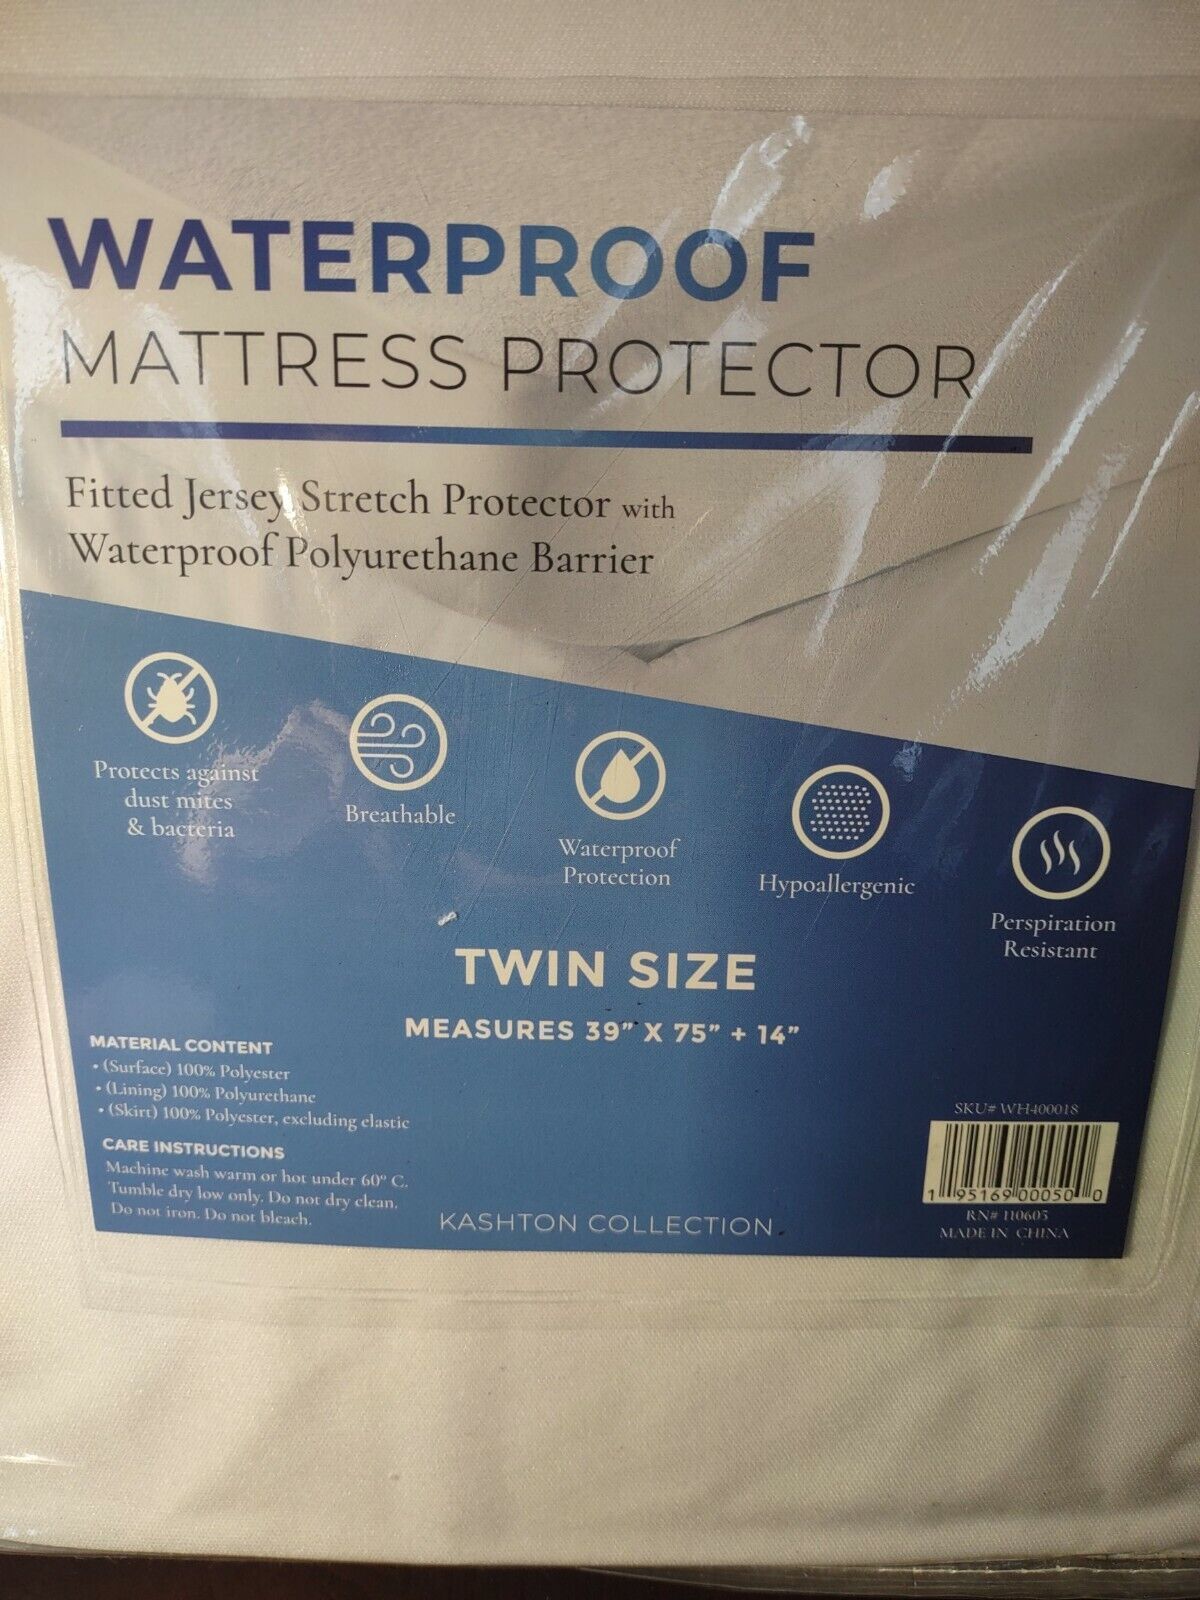 WATERPROOF
MATTRESS PROTECTOR
Fitted Jersey Stretch Protector with
Waterproof Polyurethane Barrier
Protects against
dust mites
& bacteria
Breathable
Waterproof
Protection
Hypoallergenic
Perspiration
Resistant
TWIN SIZE
MEASURES 39” X 75” + 14”
MATERIAL CONTENT
• (Surface) 100% Polyester
• (Lining) 100% Polyurethane
• (Skirt) 100% Polyester, excluding elastic
CARE INSTRUCTIONS
Machine wash warm or hot under 60° C.
Tumble dry low only. Do not dry clean.
Do not iron. Do not bleach.
KASHTON COLLECTION
SKU# WH400018
1 95169 00050 0
RN# 110605
MADE IN CHINA